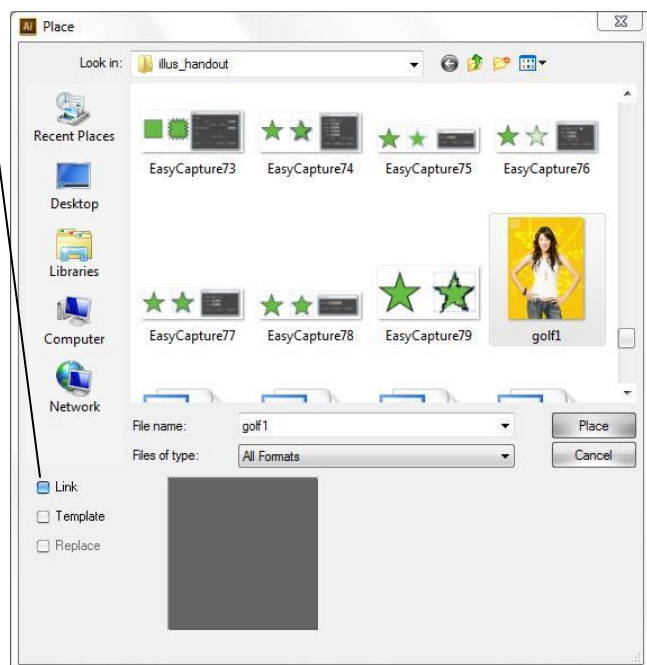 Ai Place
Look in: illus_handout
Recent Places
Desktop
Libraries
Computer
Network
EasyCapture73 EasyCapture74 EasyCapture75 EasyCapture76
EasyCapture77 EasyCapture78 EasyCapture79 golf1
File name: golf1 Place
Files of type: All Formats Cancel
Link
Template
Replace